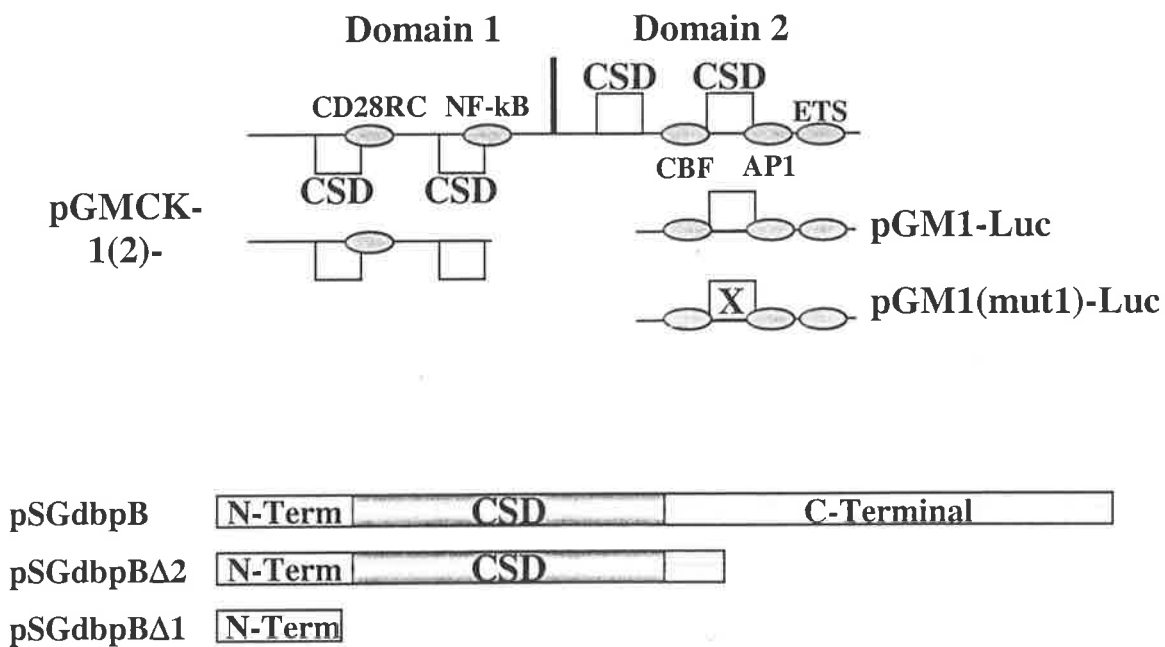 Domain 1
Domain 2
CSD
CSD
CD28RC
NF-kB
ETS
CBF
AP1
CSD
CSD
pGMCK-
1(2)-
pGM1-Luc
X
pGM1(mut1)-Luc
pSGdbpB
N-Term
CSD
C-Terminal
pSGdbpBΔ2
N-Term
CSD
pSGdbpBΔ1
N-Term